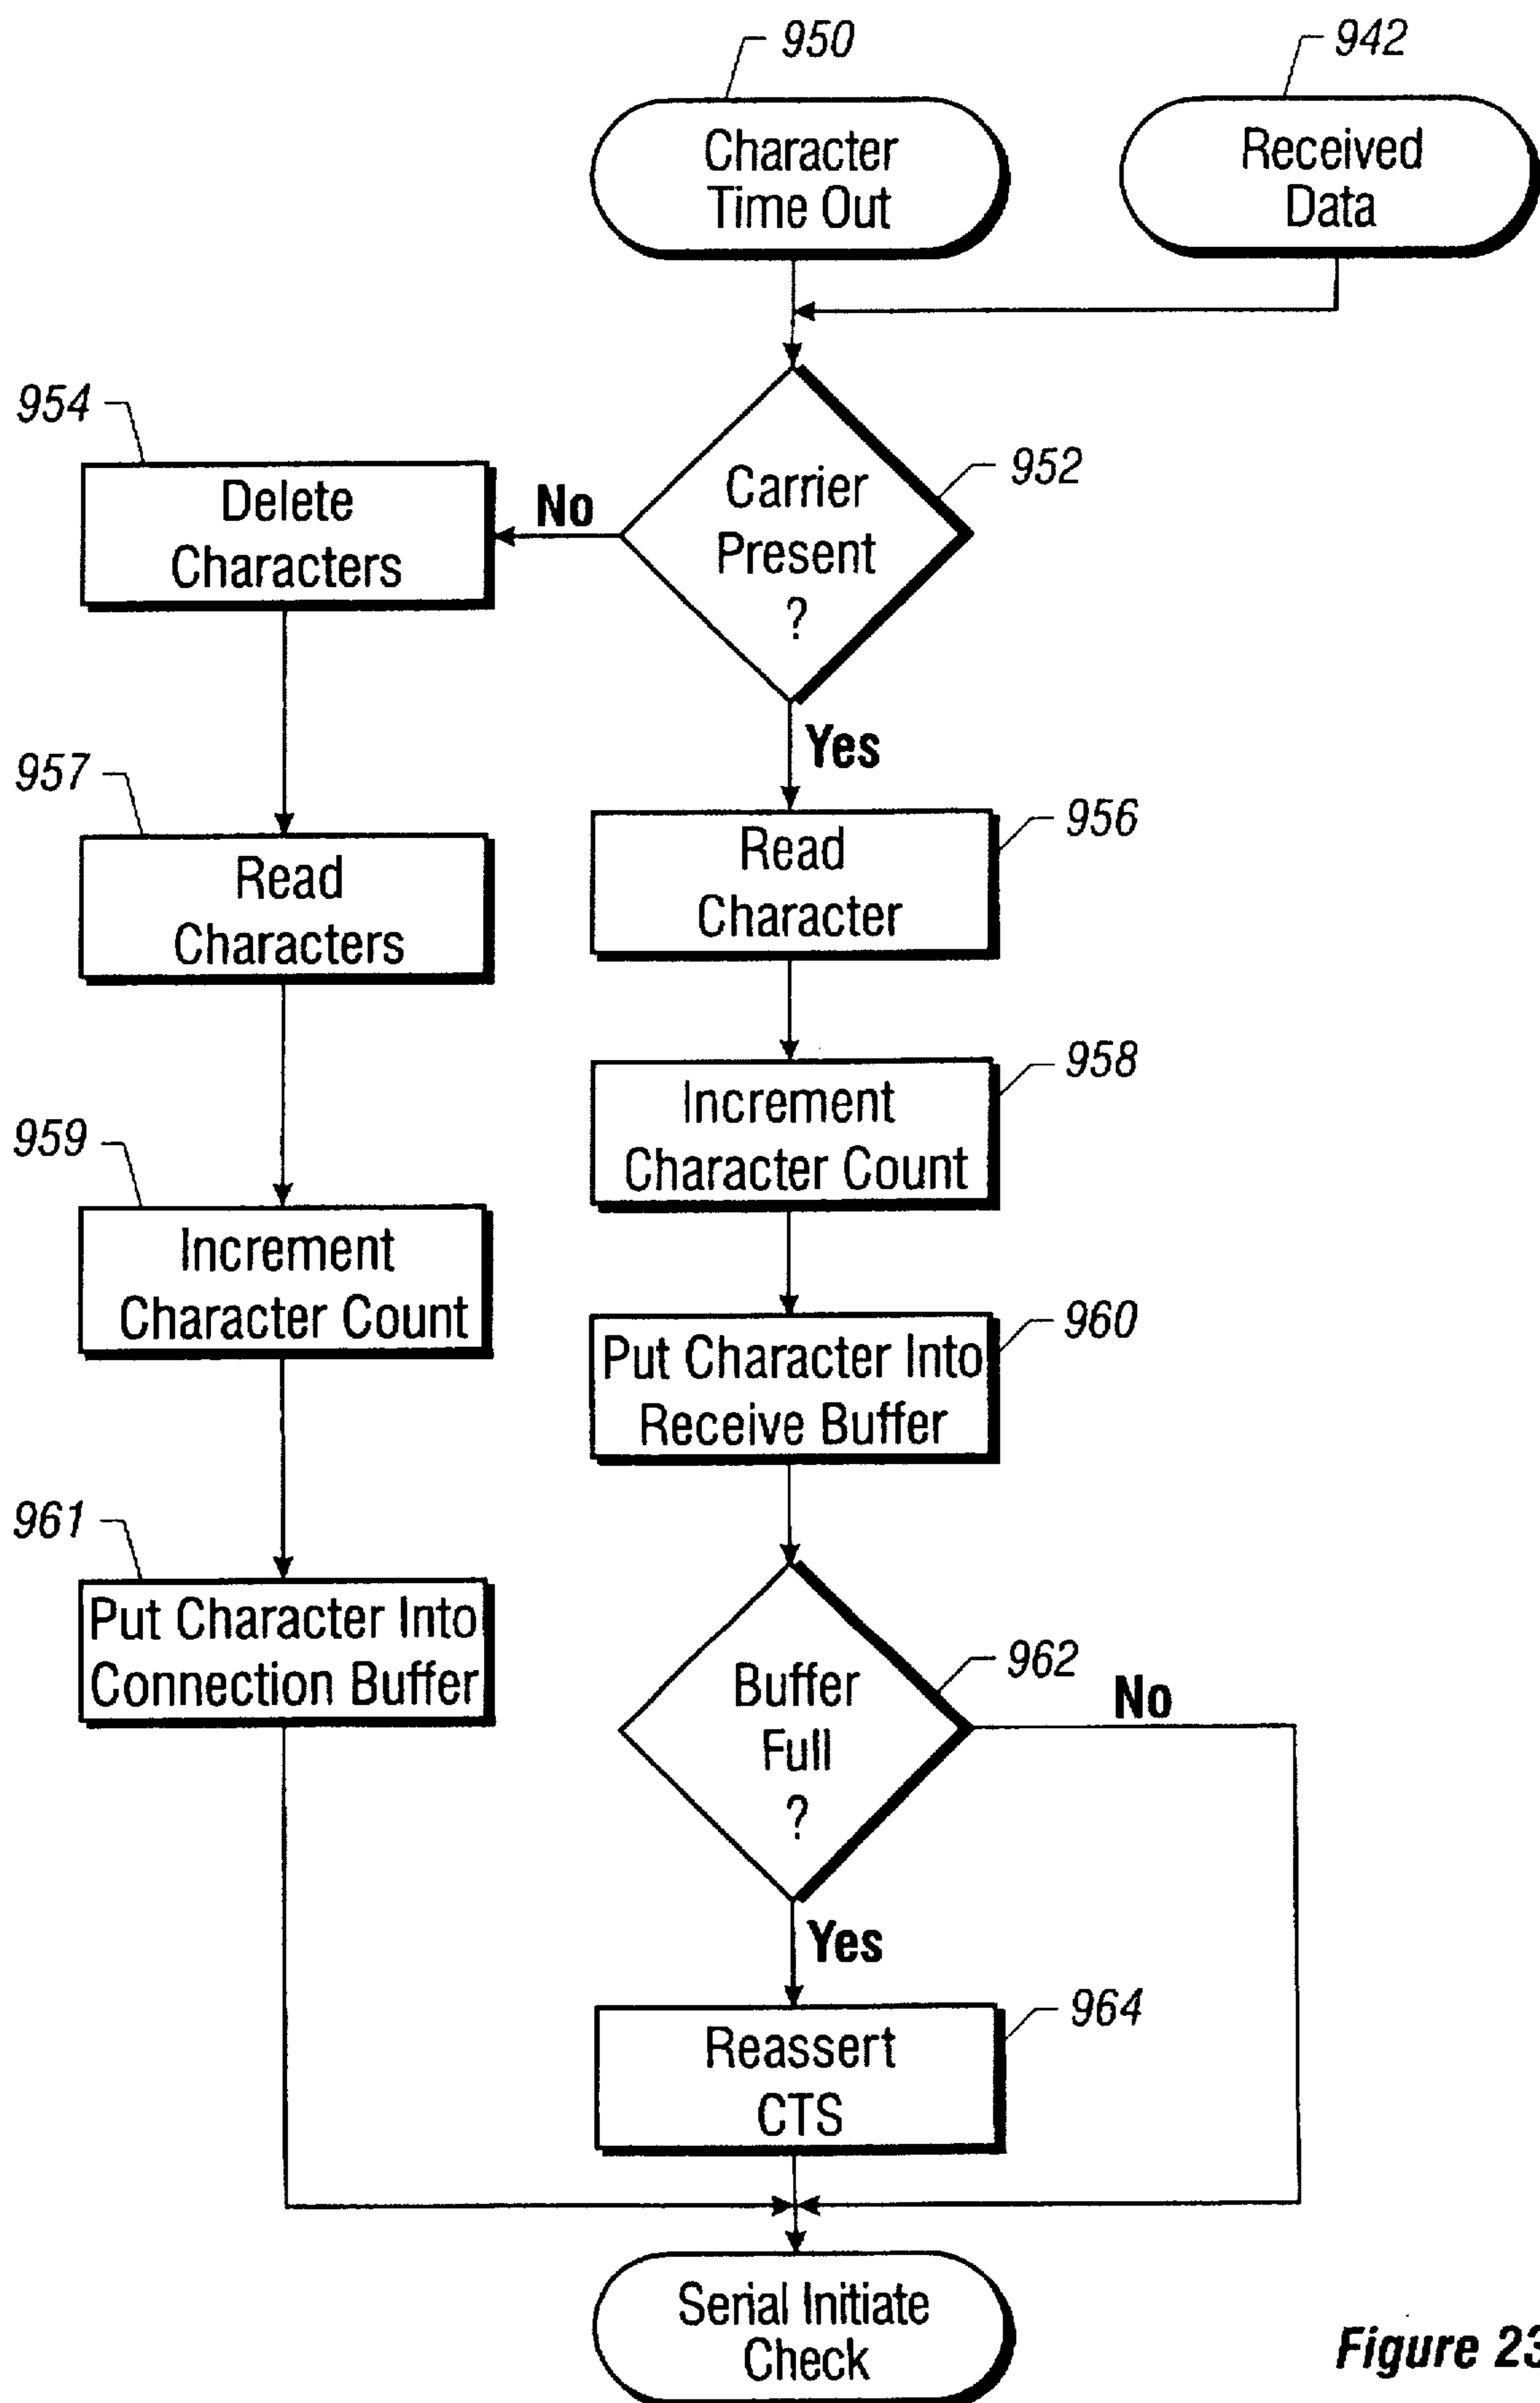 950
942
Character
Time Out
Received
Data
954
952
Delete
Characters
No
Carrier
Present
?
Yes
957
956
Read
Characters
Read
Character
959
958
Increment
Character Count
Increment
Character Count
960
Put Character Into
Receive Buffer
961
Put Character Into
Connection Buffer
962
Buffer
Full
?
No
Yes
964
Reassert
CTS
Serial Initiate
Check
Figure 23